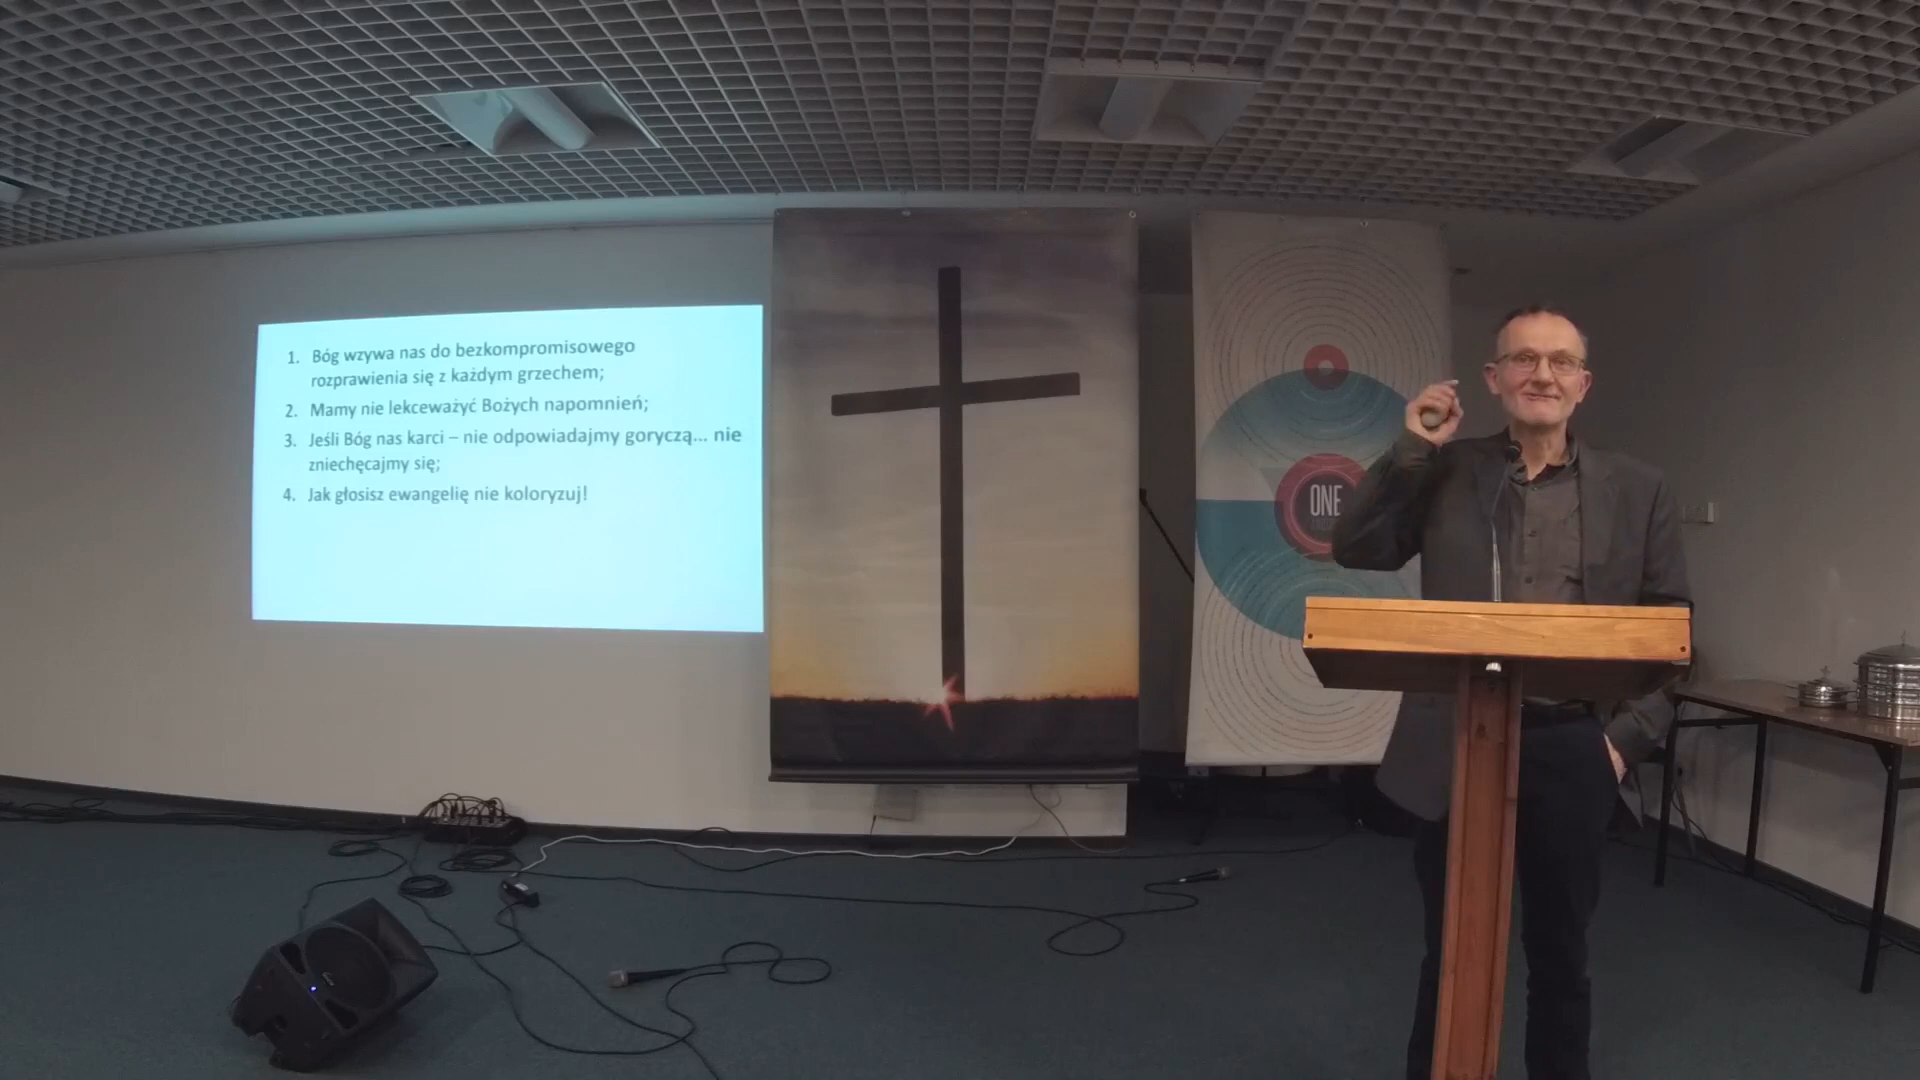 1. Bóg wzywa nas do bezkompromisowego
rozprawienia się z każdym grzechem;
2. Mamy nie lekceważyć Bożych napomnień;
3. Jeśli Bóg nas karci – nie odpowiadajmy goryczą... nie
zniechęcajmy się;
4. Jak głosisz ewangelię nie koloryzuj!
ONE